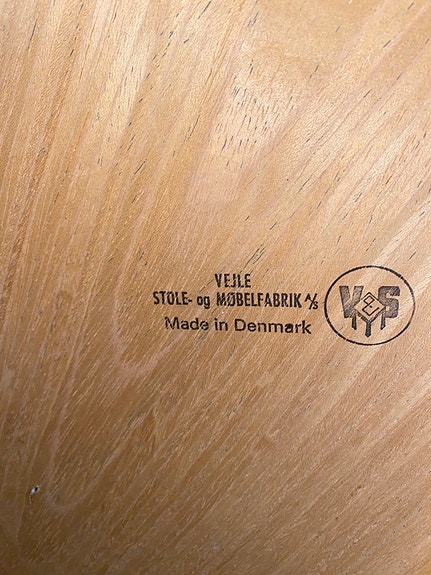 VEJLE
STOLE- og MØBELFABRIK A/S
Made in Denmark
V S